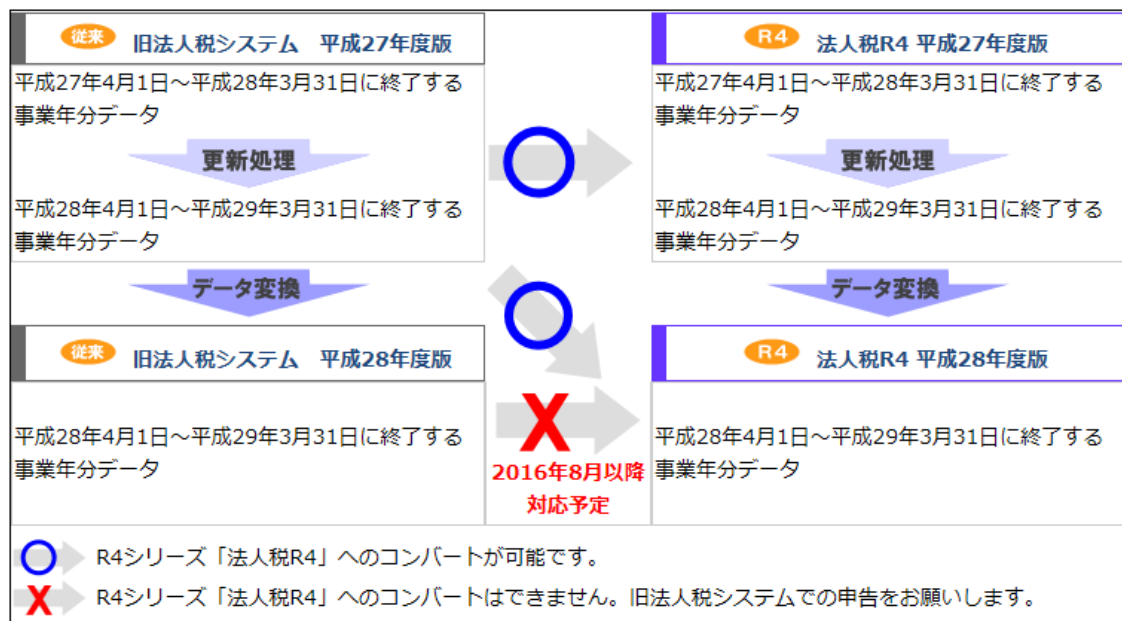 従来 旧法人税システム 平成27年度版
平成27年4月1日～平成28年3月31日に終了する
事業年分データ
更新処理
平成28年4月1日～平成29年3月31日に終了する
事業年分データ
データ変換
従来 旧法人税システム 平成28年度版
平成28年4月1日～平成29年3月31日に終了する
事業年分データ
X
2016年8月以降
対応予定
R4 法人税R4 平成27年度版
平成27年4月1日～平成28年3月31日に終了する
事業年分データ
更新処理
平成28年4月1日～平成29年3月31日に終了する
事業年分データ
データ変換
R4 法人税R4 平成28年度版
平成28年4月1日～平成29年3月31日に終了する
事業年分データ
R4シリーズ「法人税R4」へのコンバートが可能です。
X R4シリーズ「法人税R4」へのコンバートはできません。旧法人税システムでの申告をお願いします。